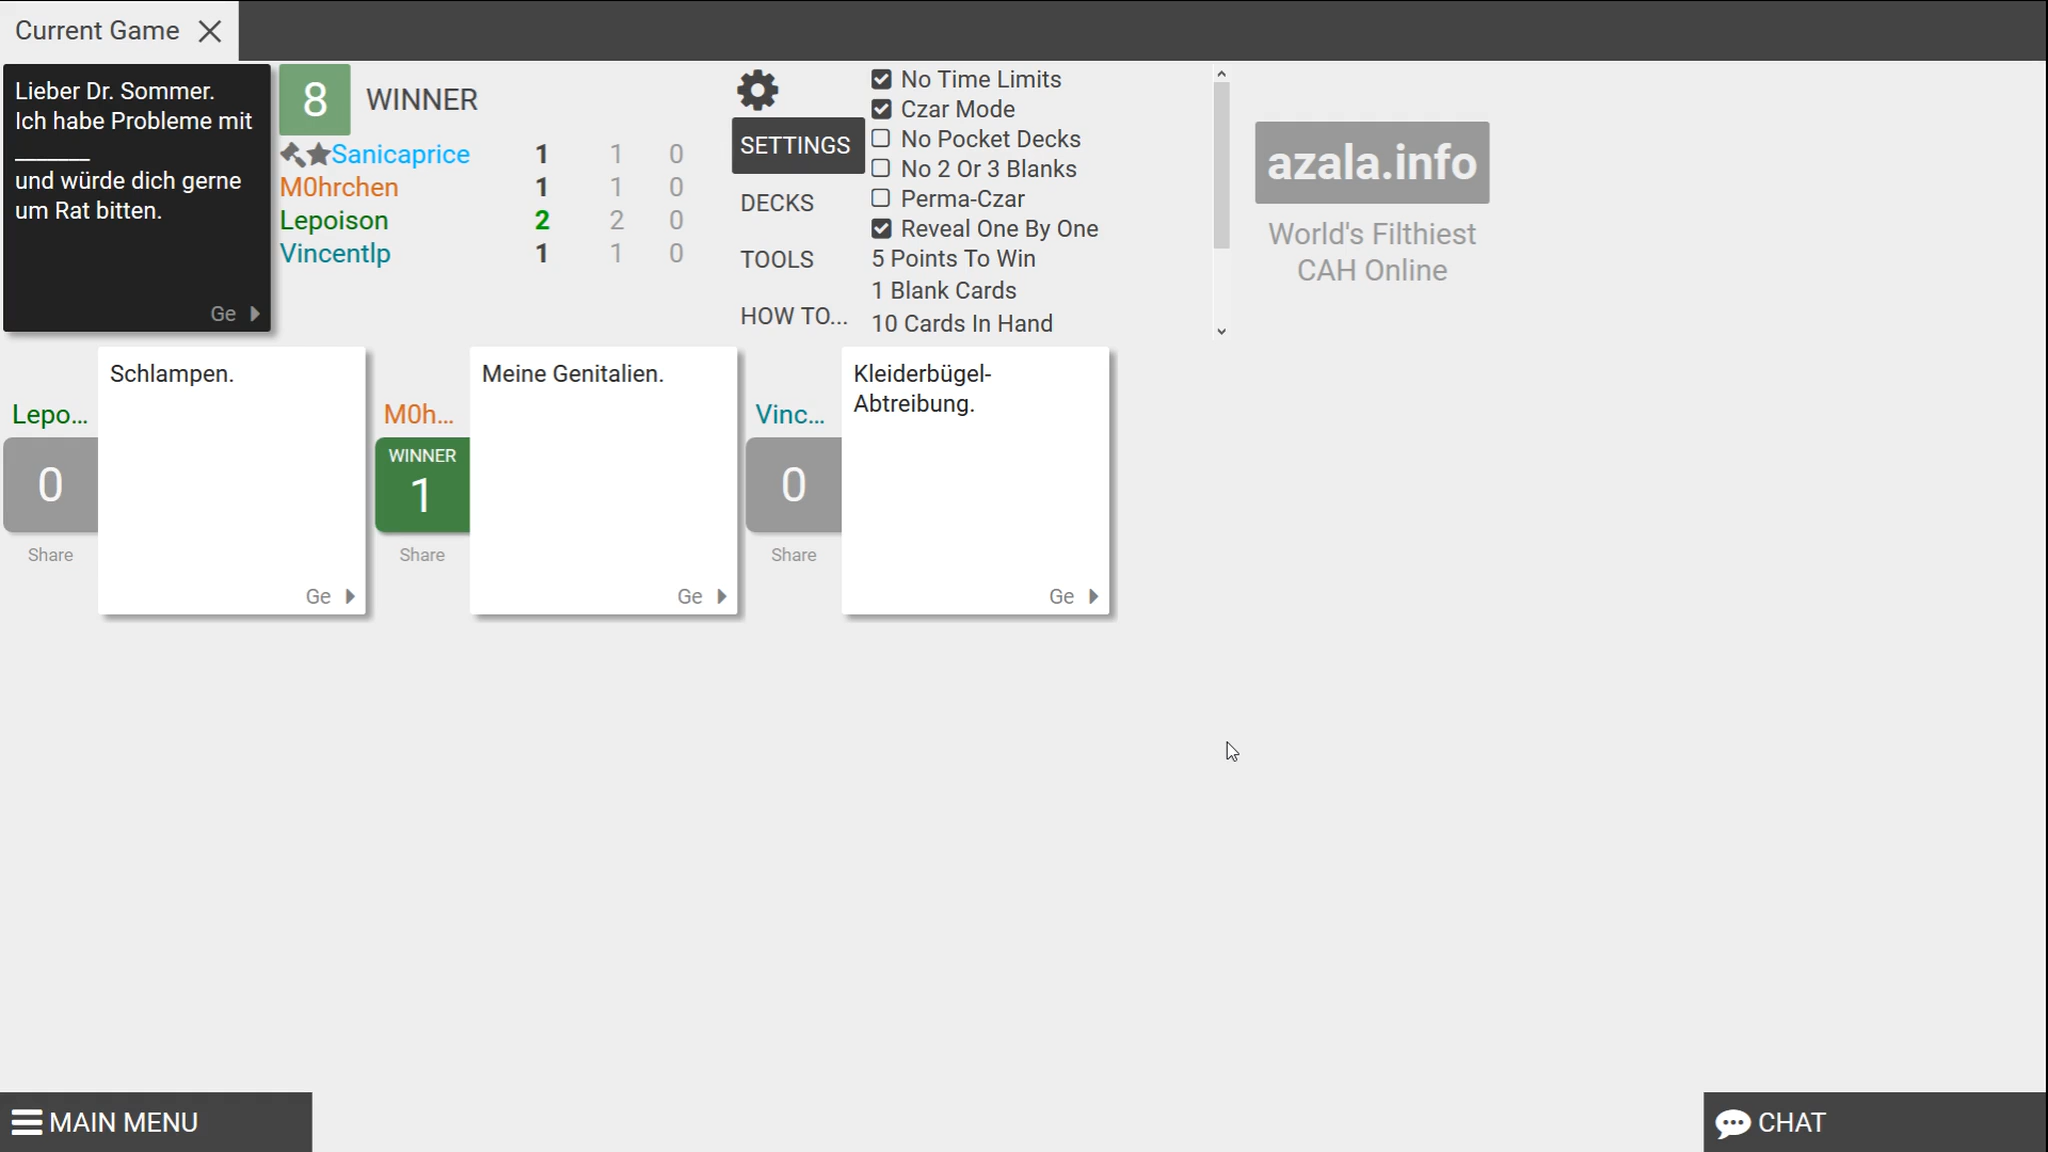 Current Game
Lieber Dr. Sommer.
Ich habe Probleme mit
______
und würde dich gerne
um Rat bitten.
Ge
8 WINNER
Sanicaprice 1 1 0
M0hrchen 1 1 0
Lepoison 2 2 0
Vincentlp 1 1 0
SETTINGS
DECKS
TOOLS
HOW TO...
No Time Limits
Czar Mode
No Pocket Decks
No 2 Or 3 Blanks
Perma-Czar
Reveal One By One
5 Points To Win
1 Blank Cards
10 Cards In Hand
azala.info
World's Filthiest
CAH Online
Lepo...
0
Share
Schlampen.
Ge
M0h...
WINNER
1
Share
Meine Genitalien.
Ge
Vinc...
0
Share
Kleiderbügel-
Abtreibung.
Ge
MAIN MENU
CHAT